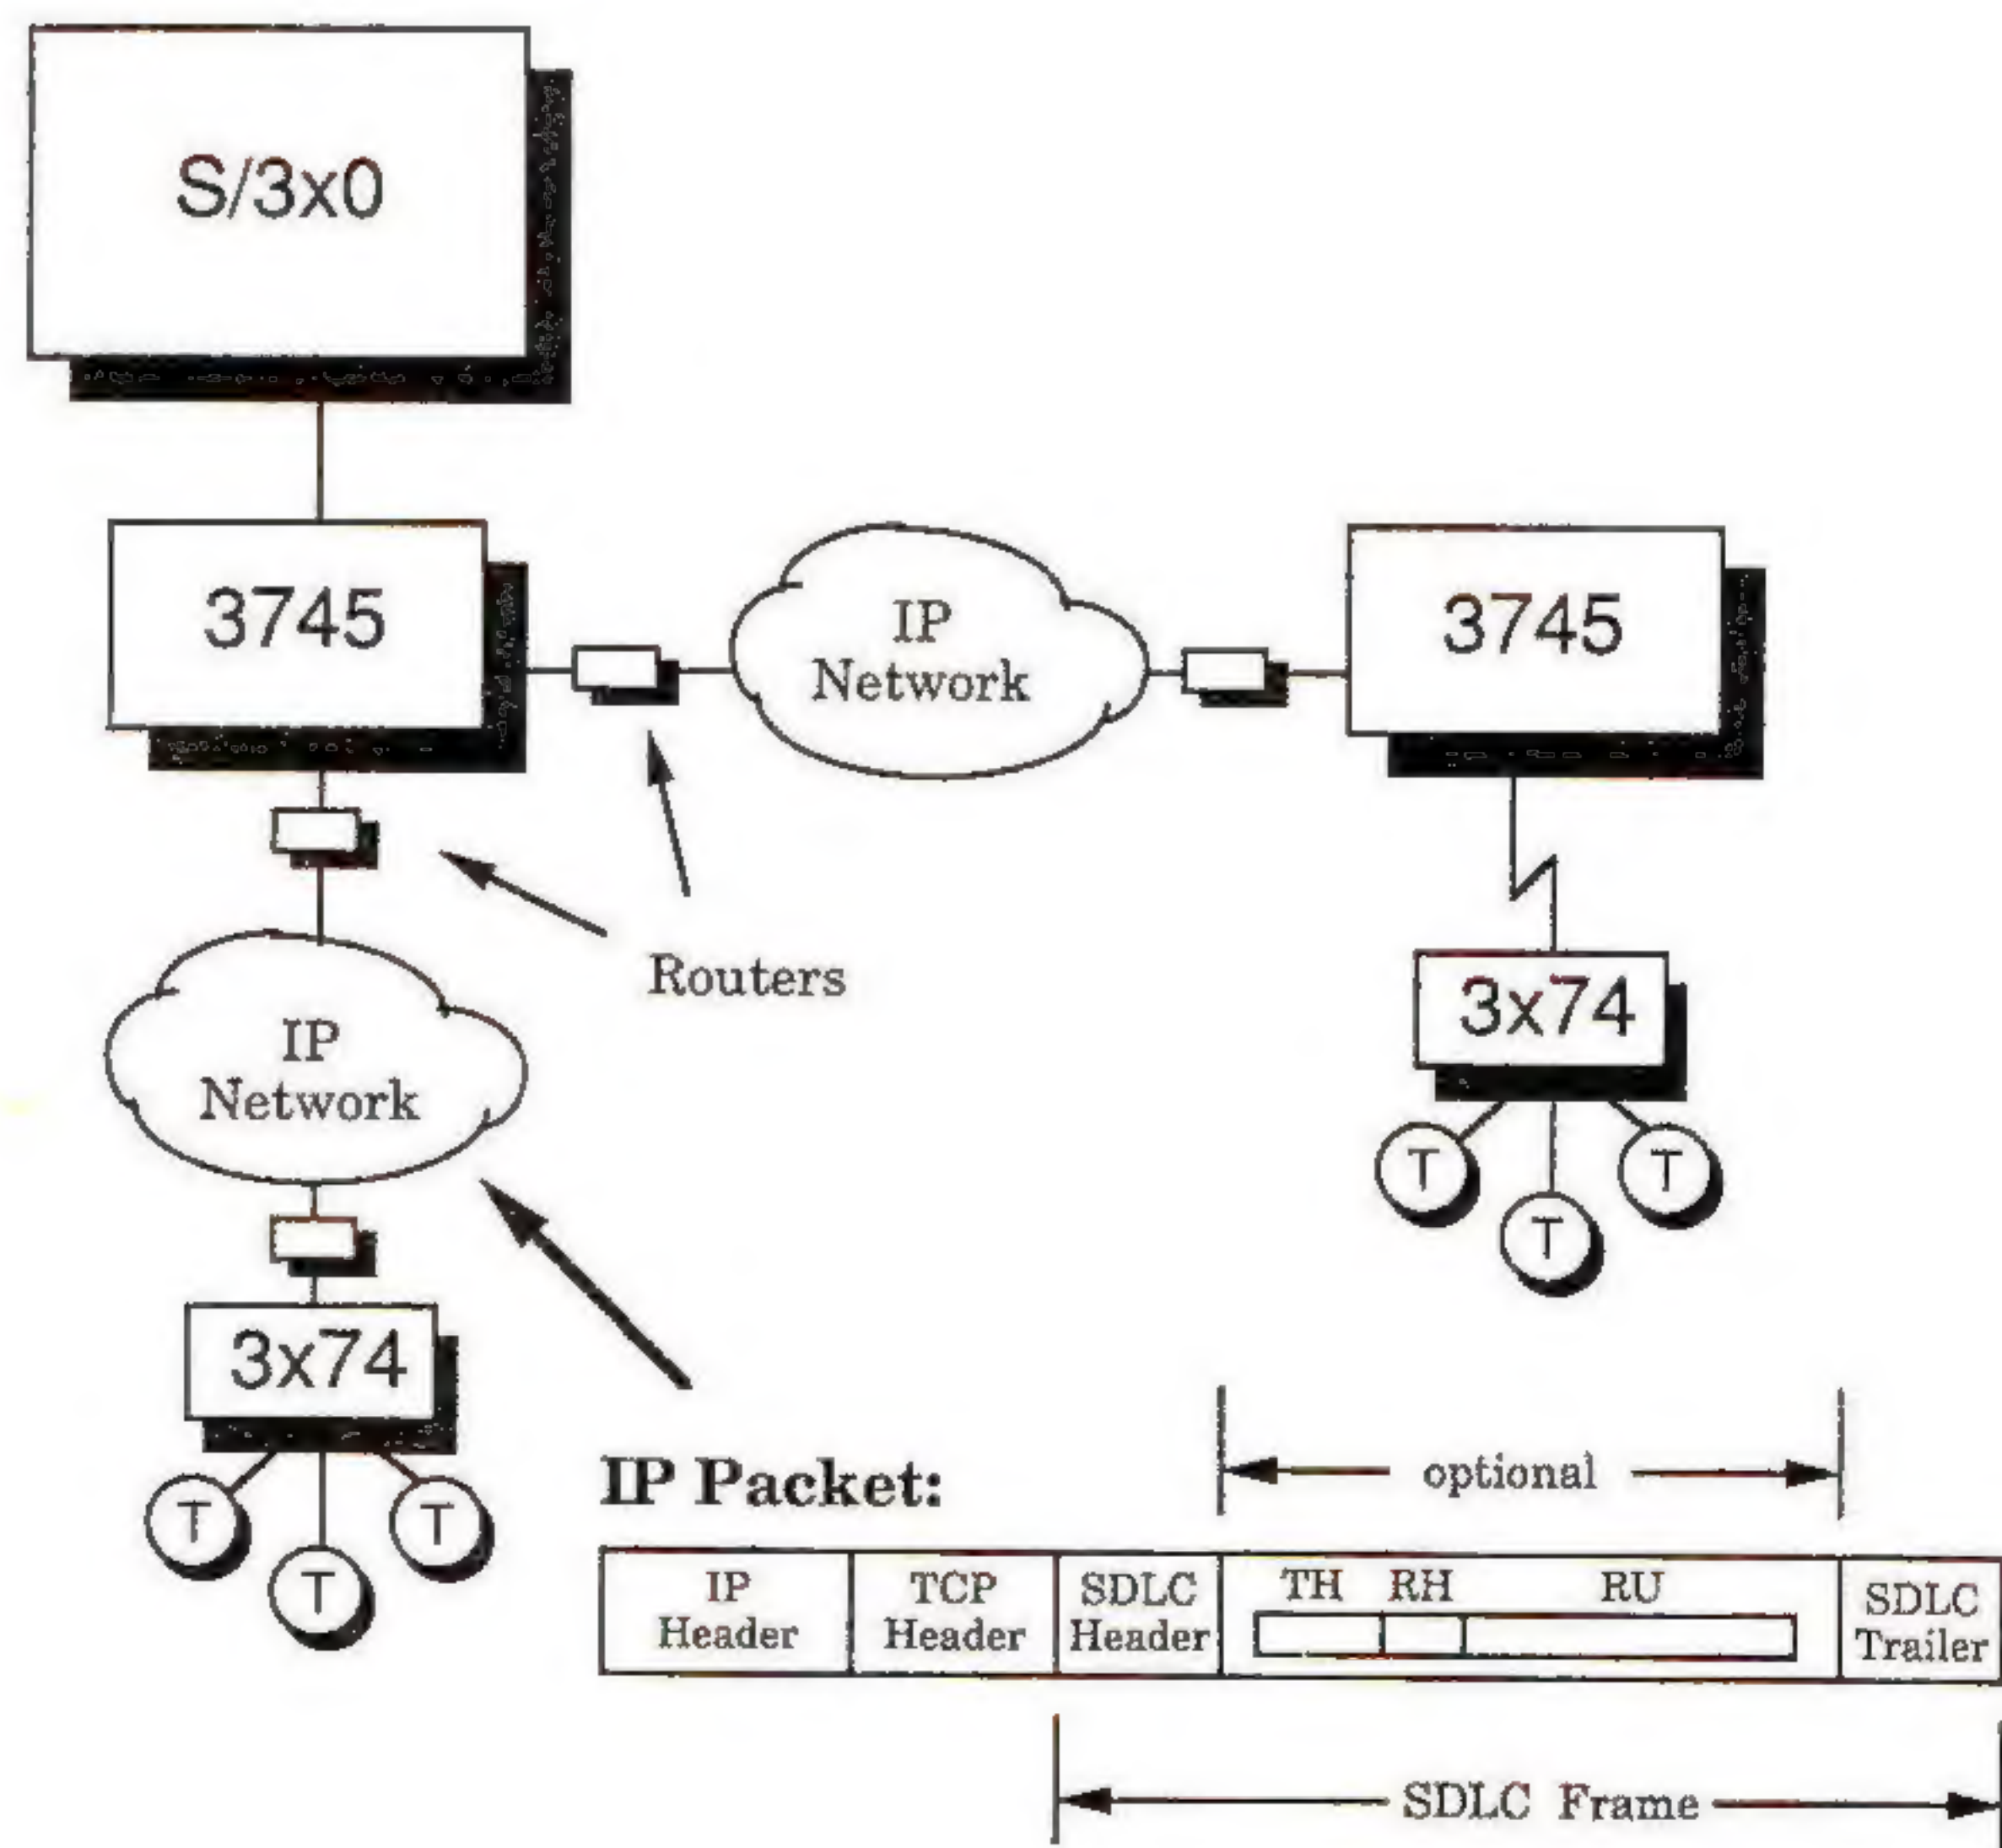 S/3x0
3745
IP
Network
3745
Routers
3x74
T
T
T
IP
Network
3x74
T
T
T
IP Packet:
optional
IP
Header
TCP
Header
SDLC
Header
TH RH RU
SDLC
Trailer
SDLC Frame